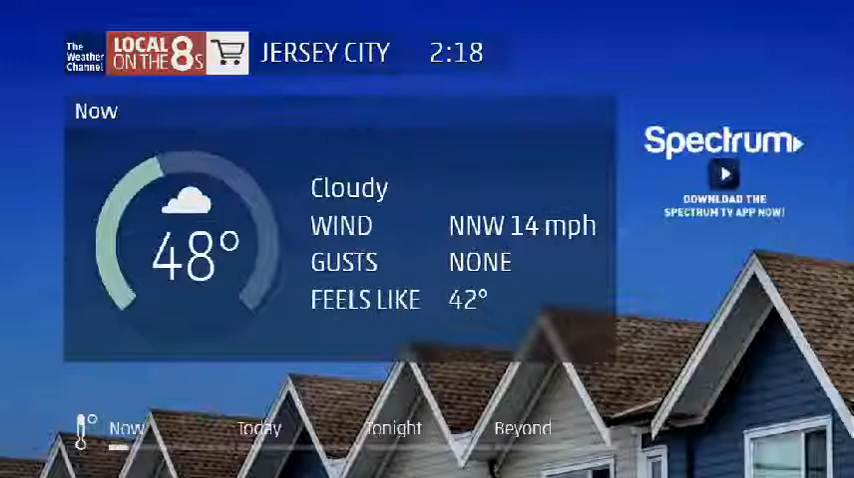 The
Weather
Channel
LOCAL
ON THE 8s
JERSEY CITY 2:18
Now
Cloudy
48°
WIND NNW 14 mph
GUSTS NONE
FEELS LIKE 42°
Spectrum
DOWNLOAD THE
SPECTRUM TV APP NOW!
Now Today Tonight Beyond